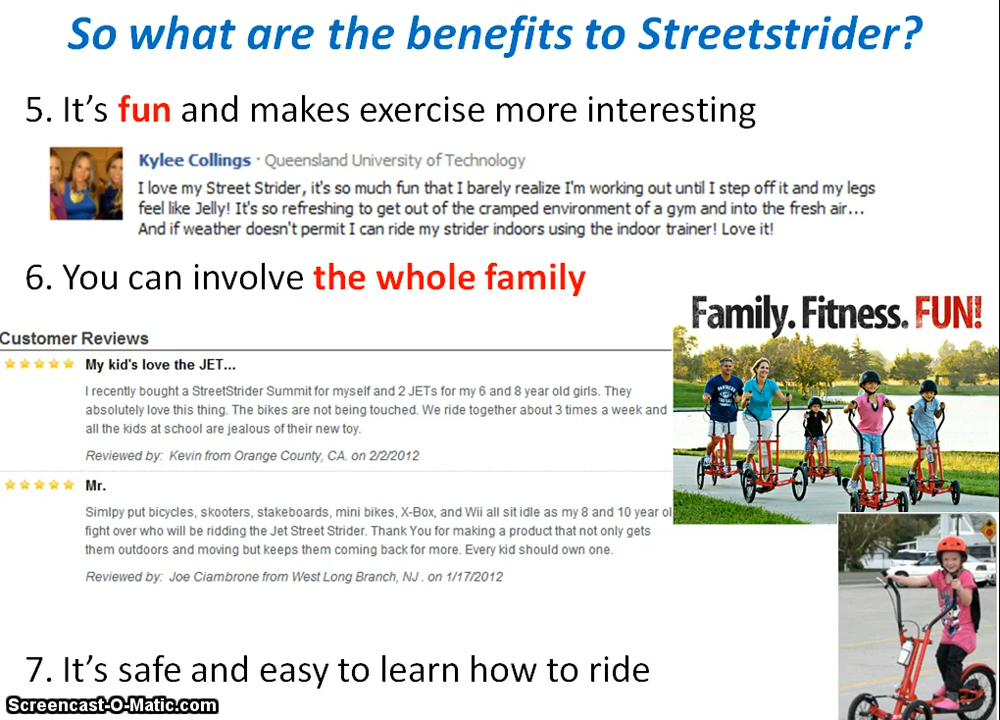 So what are the benefits to Streetstrider?
5. It's fun and makes exercise more interesting
Kylee Collings · Queensland University of Technology
I love my Street Strider, it's so much fun that I barely realize I'm working out until I step off it and my legs
feel like Jelly! It's so refreshing to get out of the cramped environment of a gym and into the fresh air...
And if weather doesn't permit I can ride my strider indoors using the indoor trainer! Love it!
6. You can involve the whole family
Family. Fitness. FUN!
Customer Reviews
My kid's love the JET...
I recently bought a StreetStrider Summit for myself and 2 JETs for my 6 and 8 year old girls. They
absolutely love this thing. The bikes are not being touched. We ride together about 3 times a week and
all the kids at school are jealous of their new toy.
Reviewed by: Kevin from Orange County, CA. on 2/2/2012
Mr.
Simlpy put bicycles, skooters, stakeboards, mini bikes, X-Box, and Wii all sit idle as my 8 and 10 year ol
fight over who will be ridding the Jet Street Strider. Thank You for making a product that not only gets
them outdoors and moving but keeps them coming back for more. Every kid should own one.
Reviewed by: Joe Ciambrone from West Long Branch, NJ . on 1/17/2012
7. It's safe and easy to learn how to ride
Screencast-O-Matic.com